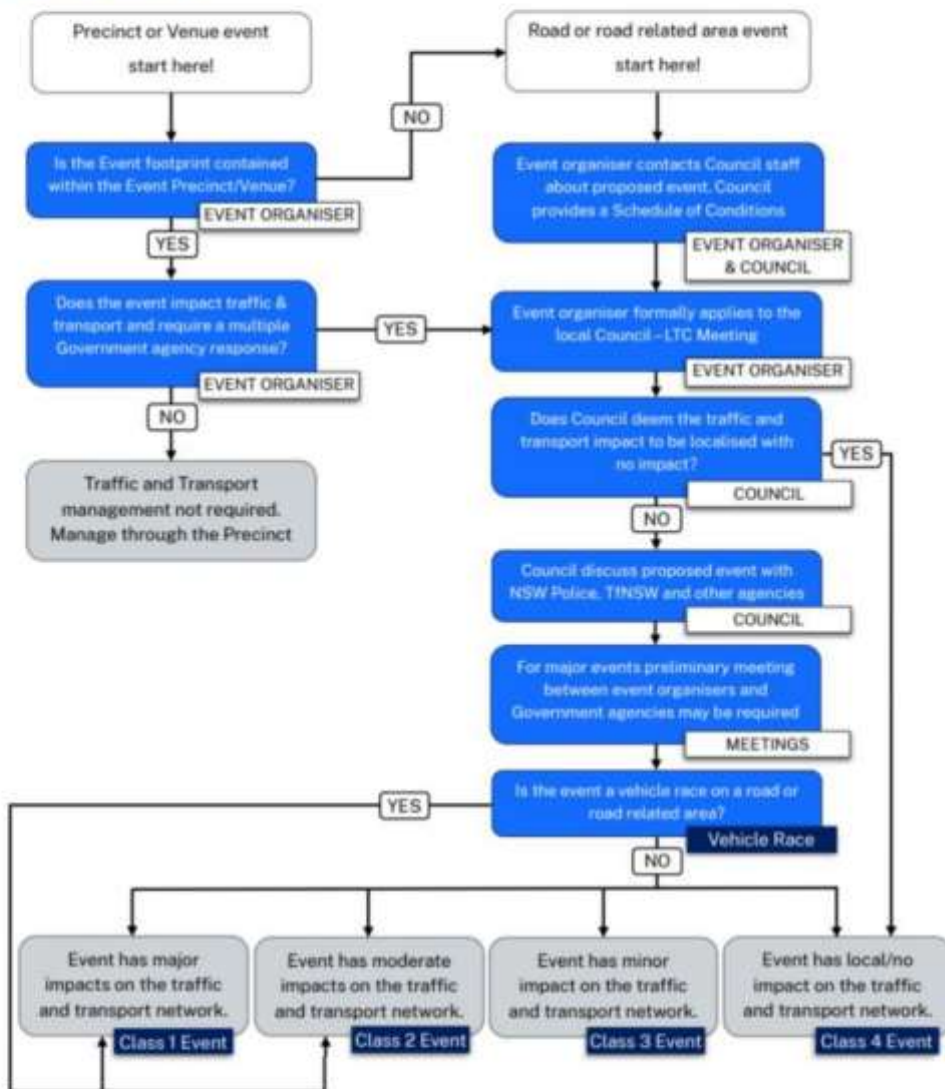 Precinct or Venue event
start here!
Road or road related area event
start here!
NO
Is the Event footprint contained
within the Event Precinct/Venue?
EVENT ORGANISER
Event organiser contacts Council staff
about proposed event. Council
provides a Schedule of Conditions
EVENT ORGANISER
& COUNCIL
YES
Does the event impact traffic &
transport and require a multiple
Government agency response?
EVENT ORGANISER
YES
Event organiser formally applies to the
local Council – LTC Meeting
EVENT ORGANISER
NO
Traffic and Transport
management not required.
Manage through the Precinct
Does Council deem the traffic and
transport impact to be localised with
no impact?
COUNCIL
YES
NO
Council discuss proposed event with
NSW Police, TfNSW and other agencies
COUNCIL
For major events preliminary meeting
between event organisers and
Government agencies may be required
MEETINGS
Is the event a vehicle race on a road or
road related area?
Vehicle Race
YES
NO
Event has major
impacts on the traffic
and transport network.
Class 1 Event
Event has moderate
impacts on the traffic
and transport network.
Class 2 Event
Event has minor
impact on the traffic
and transport network.
Class 3 Event
Event has local/no
impact on the traffic
and transport network.
Class 4 Event